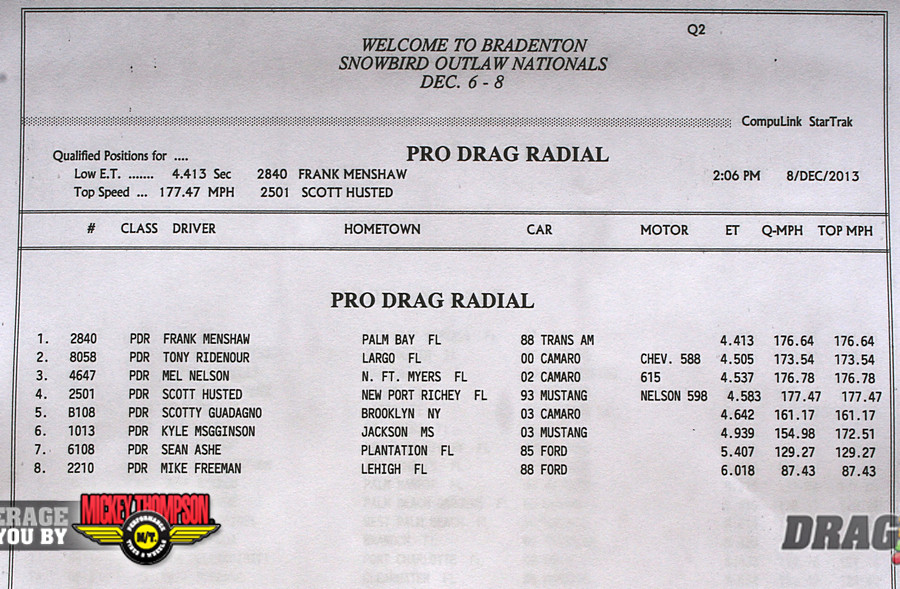 Q2
WELCOME TO BRADENTON
SNOWBIRD OUTLAW NATIONALS
DEC. 6 - 8
CompuLink StarTrak
Qualified Positions for .... PRO DRAG RADIAL
Low E.T. ....... 4.413 Sec 2840 FRANK MENSHAW 2:06 PM 8/DEC/2013
Top Speed ... 177.47 MPH 2501 SCOTT HUSTED
# CLASS DRIVER HOMETOWN CAR MOTOR ET Q-MPH TOP MPH
PRO DRAG RADIAL
1. 2840 PDR FRANK MENSHAW PALM BAY FL 88 TRANS AM 4.413 176.64 176.64
2. 8058 PDR TONY RIDENOUR LARGO FL 00 CAMARO CHEV. 588 4.505 173.54 173.54
3. 4647 PDR MEL NELSON N. FT. MYERS FL 02 CAMARO 615 4.537 176.78 176.78
4. 2501 PDR SCOTT HUSTED NEW PORT RICHEY FL 93 MUSTANG NELSON 598 4.583 177.47 177.47
5. B108 PDR SCOTTY GUADAGNO BROOKLYN NY 03 CAMARO 4.642 161.17 161.17
6. 1013 PDR KYLE MSGGINSON JACKSON MS 03 MUSTANG 4.939 154.98 172.51
7. 6108 PDR SEAN ASHE PLANTATION FL 85 FORD 5.407 129.27 129.27
8. 2210 PDR MIKE FREEMAN LEHIGH FL 88 FORD 6.018 87.43 87.43
ERAGE
YOU BY
MICKEY THOMPSON
PERFORMANCE
M/T.
TIRES & WHEELS
DRAG